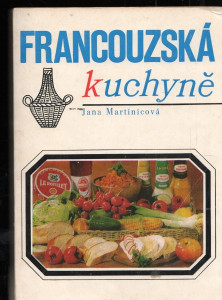 FRANCOUZSKÁ
kuchyně
Jana Martinicová